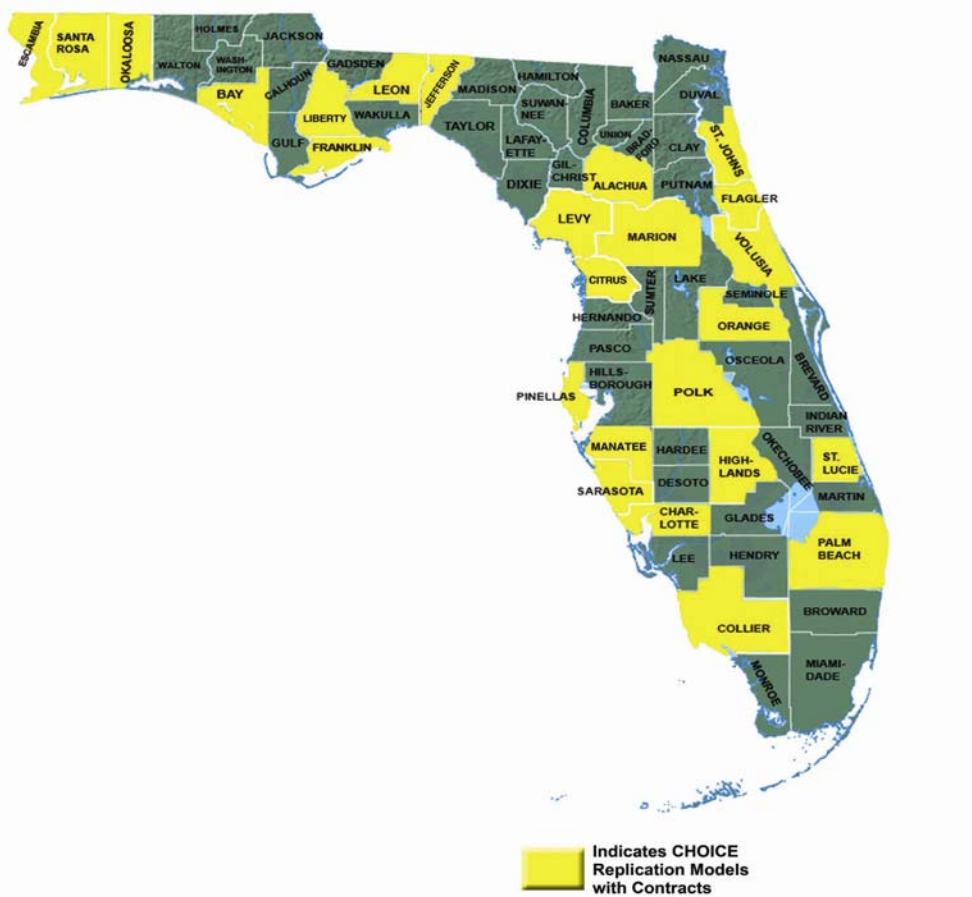 ESCAMBIA
SANTA
ROSA
OKALOOSA
WALTON
HOLMES
WASH-
INGTON
JACKSON
BAY
CALHOUN
GULF
GADSDEN
LIBERTY
FRANKLIN
LEON
WAKULLA
JEFFERSON
MADISON
TAYLOR
HAMILTON
SUWAN-
NEE
LAFAY-
ETTE
DIXIE
COLUMBIA
GIL-
CHRIST
BAKER
UNION
BRAD-
FORD
ALACHUA
NASSAU
DUVAL
CLAY
ST. JOHNS
PUTNAM
FLAGLER
LEVY
MARION
VOLUSIA
CITRUS
SUMTER
LAKE
SEMINOLE
ORANGE
HERNANDO
PASCO
HILLS-
BOROUGH
PINELLAS
POLK
OSCEOLA
BREVARD
INDIAN
RIVER
MANATEE
HARDEE
HIGH-
LANDS
OKECHOBEE
ST.
LUCIE
SARASOTA
DESOTO
MARTIN
CHAR-
LOTTE
GLADES
PALM
BEACH
LEE
HENDRY
BROWARD
COLLIER
MONROE
MIAMI-
DADE
Indicates CHOICE
Replication Models
with Contracts